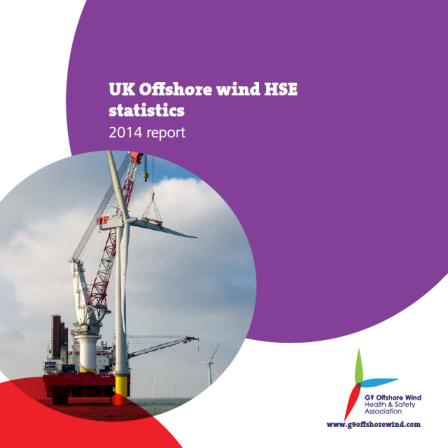 UK Offshore wind HSE
statistics
2014 report
G9 Offshore Wind
Health & Safety
Association
www.g9offshorewind.com